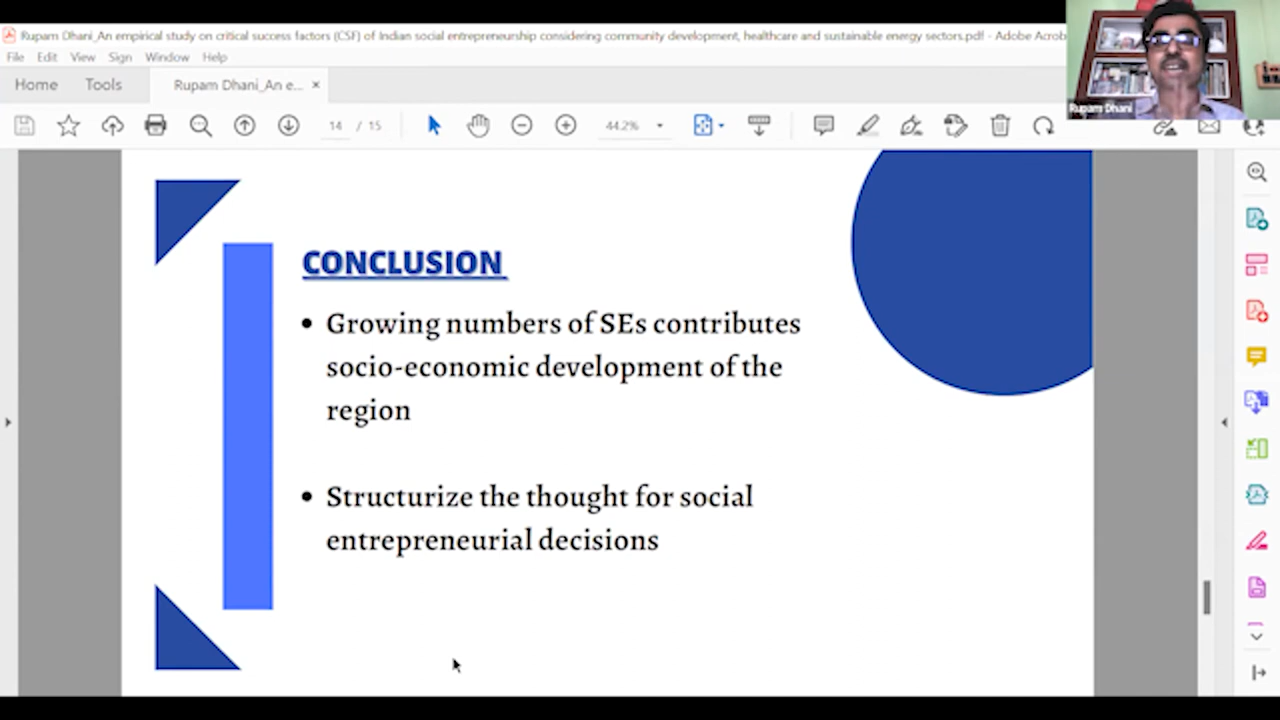 Rupam Dhani_An empirical study on critical success factors (CSF) of Indian social entrepreneurship considering community development, healthcare and sustainable energy sectors.pdf - Adobe Acrob
File Edit View Sign Window Help
Home Tools Rupam Dhani_An e... ×
14 / 15 44.2%
Rupam Dhani
CONCLUSION
• Growing numbers of SEs contributes
socio-economic development of the
region
• Structurize the thought for social
entrepreneurial decisions